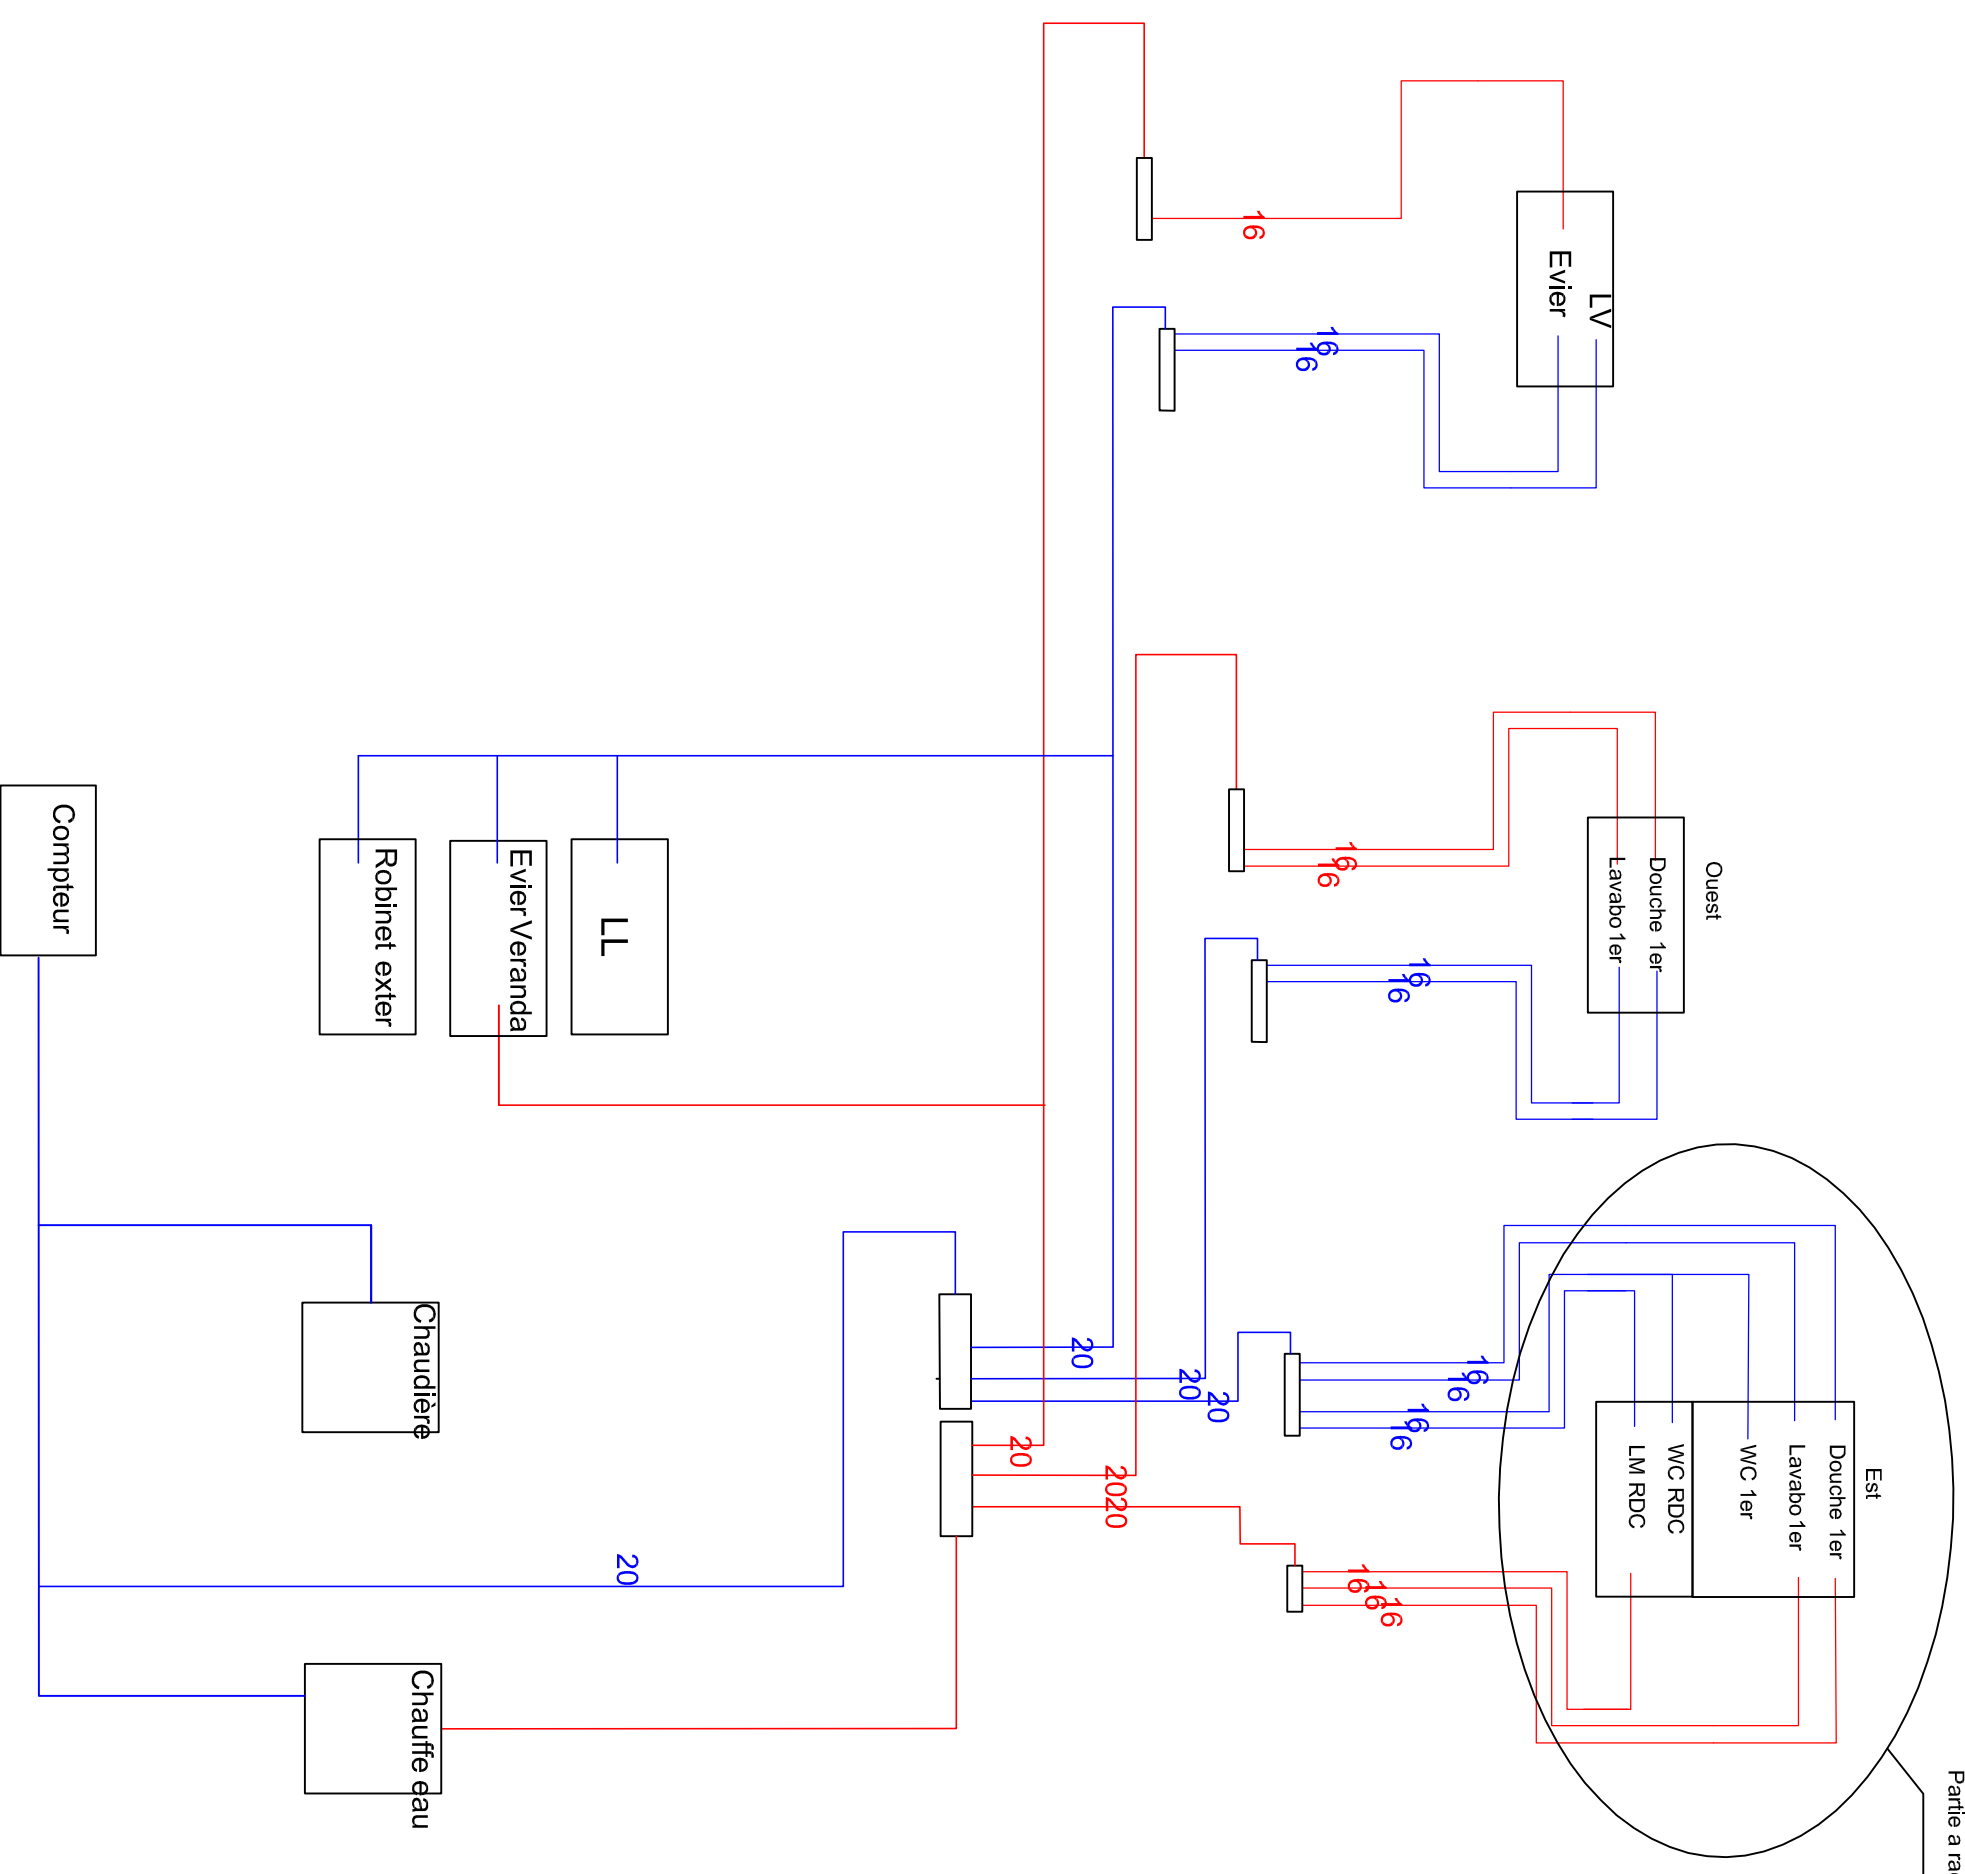 16
Evier
LV
16
16
Compteur
Robinet exter
Evier Veranda
LL
16
16
Lavabo 1er
Douche 1er
Ouest
16
16
Chaudière
20
20
20
16
16
16
16
LM RDC
WC RDC
WC 1er
Lavabo 1er
Douche 1er
Est
20
20
20
20
16
16
16
Chauffe eau
Partie a